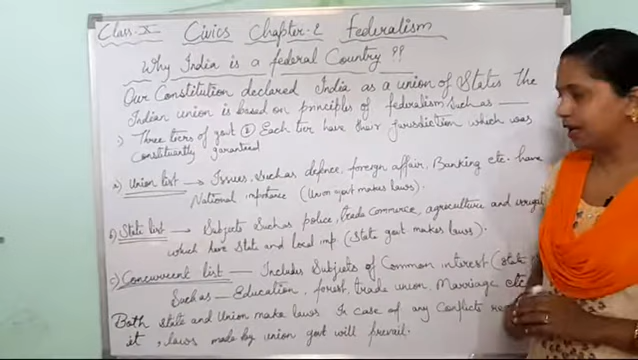 Class-X Civics Chapter-2 Federalism
Why India is a federal Country ??
Our Constitution declared India as a union of States The
Indian union is based on principles of federalism such as —
1) Three tiers of govt ② Each tier have their jurisdiction which was
Constitutionally garanteed
a) Union list → Issues, such as defence, foreign affair, Banking etc. have
National importance (Union govt makes laws).
b) State list → Subjects Such as police, trade commerce, agriculture and
which have state and local imp (State govt makes laws).
c) Concurrent list — Includes Subjects of Common interest (state
Such as - Education, forest, trade union, Marriage etc
Both state and Union make laws In case of any Conflicts
it, laws made by union govt will prevail.